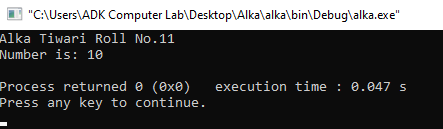 "C:\Users\ADK Computer Lab\Desktop\Alka\alka\bin\Debug\alka.exe"
Alka Tiwari Roll No.11
Number is: 10
Process returned 0 (0x0)   execution time : 0.047 s
Press any key to continue.